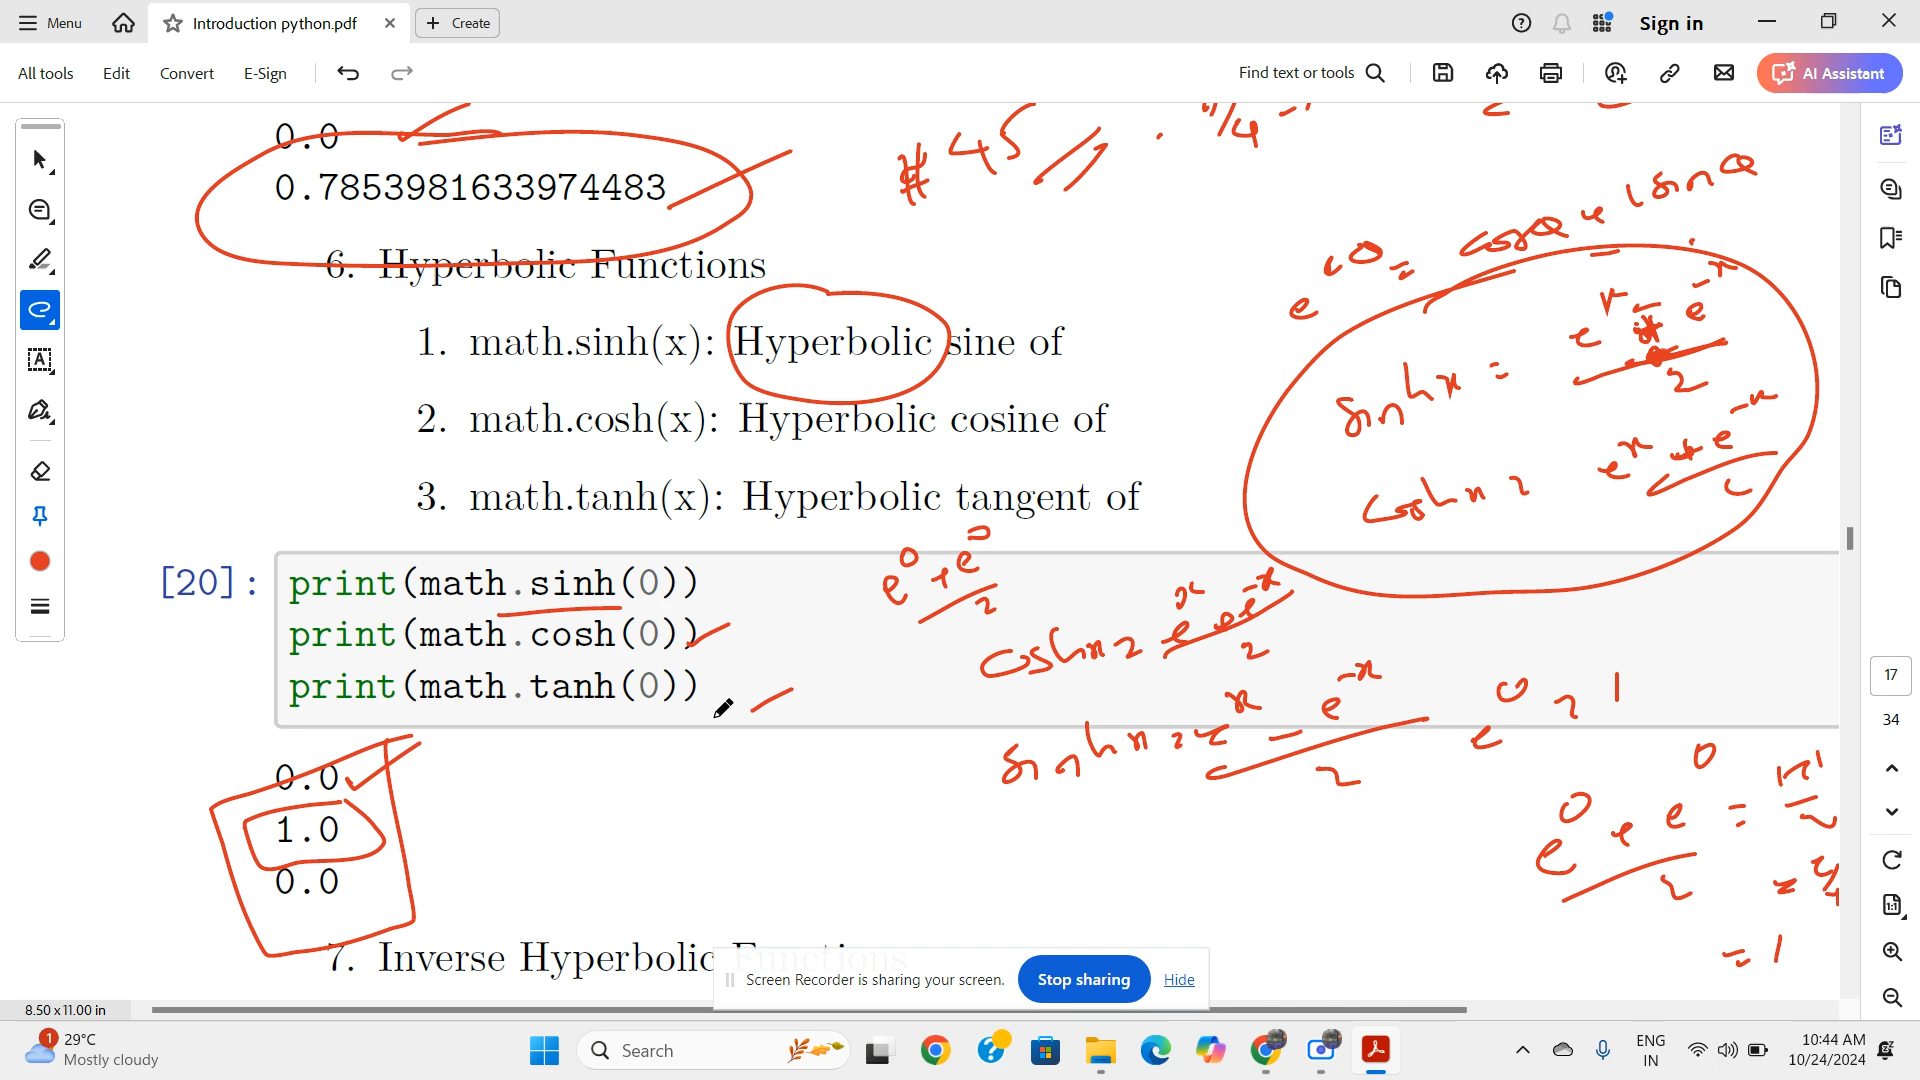 Menu
Introduction python.pdf
Create
Sign in
All tools
Edit
Convert
E-Sign
Find text or tools
AI Assistant
0.0
# 45
0.7853981633974483
6. Hyperbolic Functions
1. math.sinh(x): Hyperbolic sine of
2. math.cosh(x): Hyperbolic cosine of
3. math.tanh(x): Hyperbolic tangent of
sinhx =
[20]:
print(math.sinh(0))
print(math.cosh(0))
print(math.tanh(0))
17
34
0.0
1.0
0.0
= 1
7. Inverse Hyperbolic Functions
Screen Recorder is sharing your screen.
Stop sharing
Hide
8.50 x 11.00 in
1
29°C
Mostly cloudy
Search
ENG
IN
10:44 AM
10/24/2024